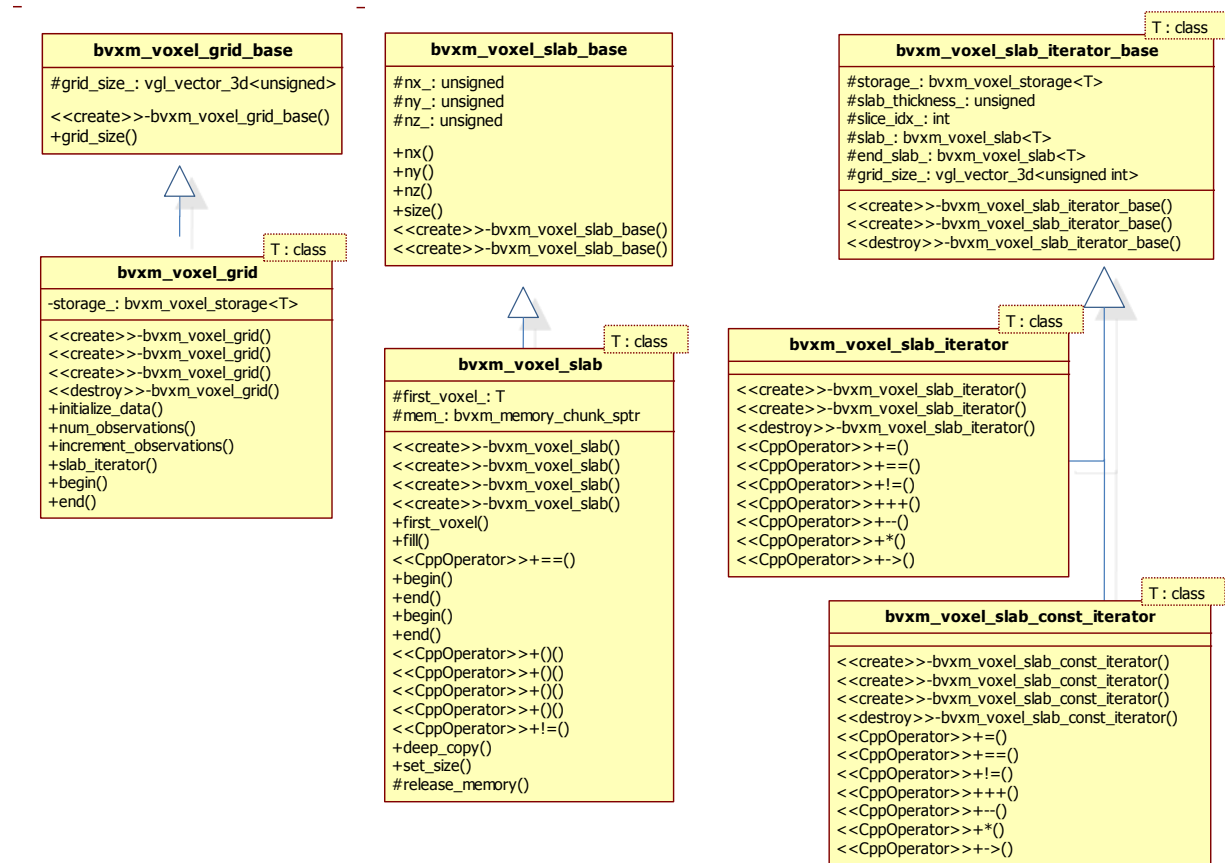 bvxm_voxel_grid_base
#grid_size_: vgl_vector_3d<unsigned>
<<create>>-bvxm_voxel_grid_base()
+grid_size()
T : class
bvxm_voxel_grid
-storage_: bvxm_voxel_storage<T>
<<create>>-bvxm_voxel_grid()
<<create>>-bvxm_voxel_grid()
<<create>>-bvxm_voxel_grid()
<<destroy>>-bvxm_voxel_grid()
+initialize_data()
+num_observations()
+increment_observations()
+slab_iterator()
+begin()
+end()
bvxm_voxel_slab_base
#nx_: unsigned
#ny_: unsigned
#nz_: unsigned
+nx()
+ny()
+nz()
+size()
<<create>>-bvxm_voxel_slab_base()
<<create>>-bvxm_voxel_slab_base()
T : class
bvxm_voxel_slab
#first_voxel_: T
#mem_: bvxm_memory_chunk_sptr
<<create>>-bvxm_voxel_slab()
<<create>>-bvxm_voxel_slab()
<<create>>-bvxm_voxel_slab()
<<create>>-bvxm_voxel_slab()
+first_voxel()
+fill()
<<CppOperator>>+==()
+begin()
+end()
+begin()
+end()
<<CppOperator>>+()()
<<CppOperator>>+()()
<<CppOperator>>+()()
<<CppOperator>>+()()
<<CppOperator>>+!=()
+deep_copy()
+set_size()
#release_memory()
T : class
bvxm_voxel_slab_iterator_base
#storage_: bvxm_voxel_storage<T>
#slab_thickness_: unsigned
#slice_idx_: int
#slab_: bvxm_voxel_slab<T>
#end_slab_: bvxm_voxel_slab<T>
#grid_size_: vgl_vector_3d<unsigned int>
<<create>>-bvxm_voxel_slab_iterator_base()
<<create>>-bvxm_voxel_slab_iterator_base()
<<destroy>>-bvxm_voxel_slab_iterator_base()
T : class
bvxm_voxel_slab_iterator
<<create>>-bvxm_voxel_slab_iterator()
<<create>>-bvxm_voxel_slab_iterator()
<<destroy>>-bvxm_voxel_slab_iterator()
<<CppOperator>>+=()
<<CppOperator>>+==()
<<CppOperator>>+!=()
<<CppOperator>>+++()
<<CppOperator>>+--()
<<CppOperator>>+*()
<<CppOperator>>+->()
T : class
bvxm_voxel_slab_const_iterator
<<create>>-bvxm_voxel_slab_const_iterator()
<<create>>-bvxm_voxel_slab_const_iterator()
<<create>>-bvxm_voxel_slab_const_iterator()
<<destroy>>-bvxm_voxel_slab_const_iterator()
<<CppOperator>>+=()
<<CppOperator>>+==()
<<CppOperator>>+!=()
<<CppOperator>>+++()
<<CppOperator>>+--()
<<CppOperator>>+*()
<<CppOperator>>+->()